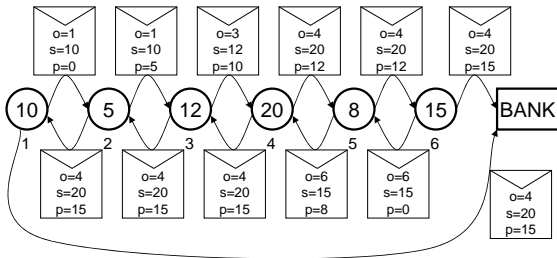 o=1
s=10
p=0
o=1
s=10
p=5
o=3
s=12
p=10
o=4
s=20
p=12
o=4
s=20
p=12
o=4
s=20
p=15
10
5
12
20
8
15
BANK
1
2
3
4
5
6
o=4
s=20
p=15
o=4
s=20
p=15
o=4
s=20
p=15
o=6
s=15
p=8
o=6
s=15
p=0
o=4
s=20
p=15